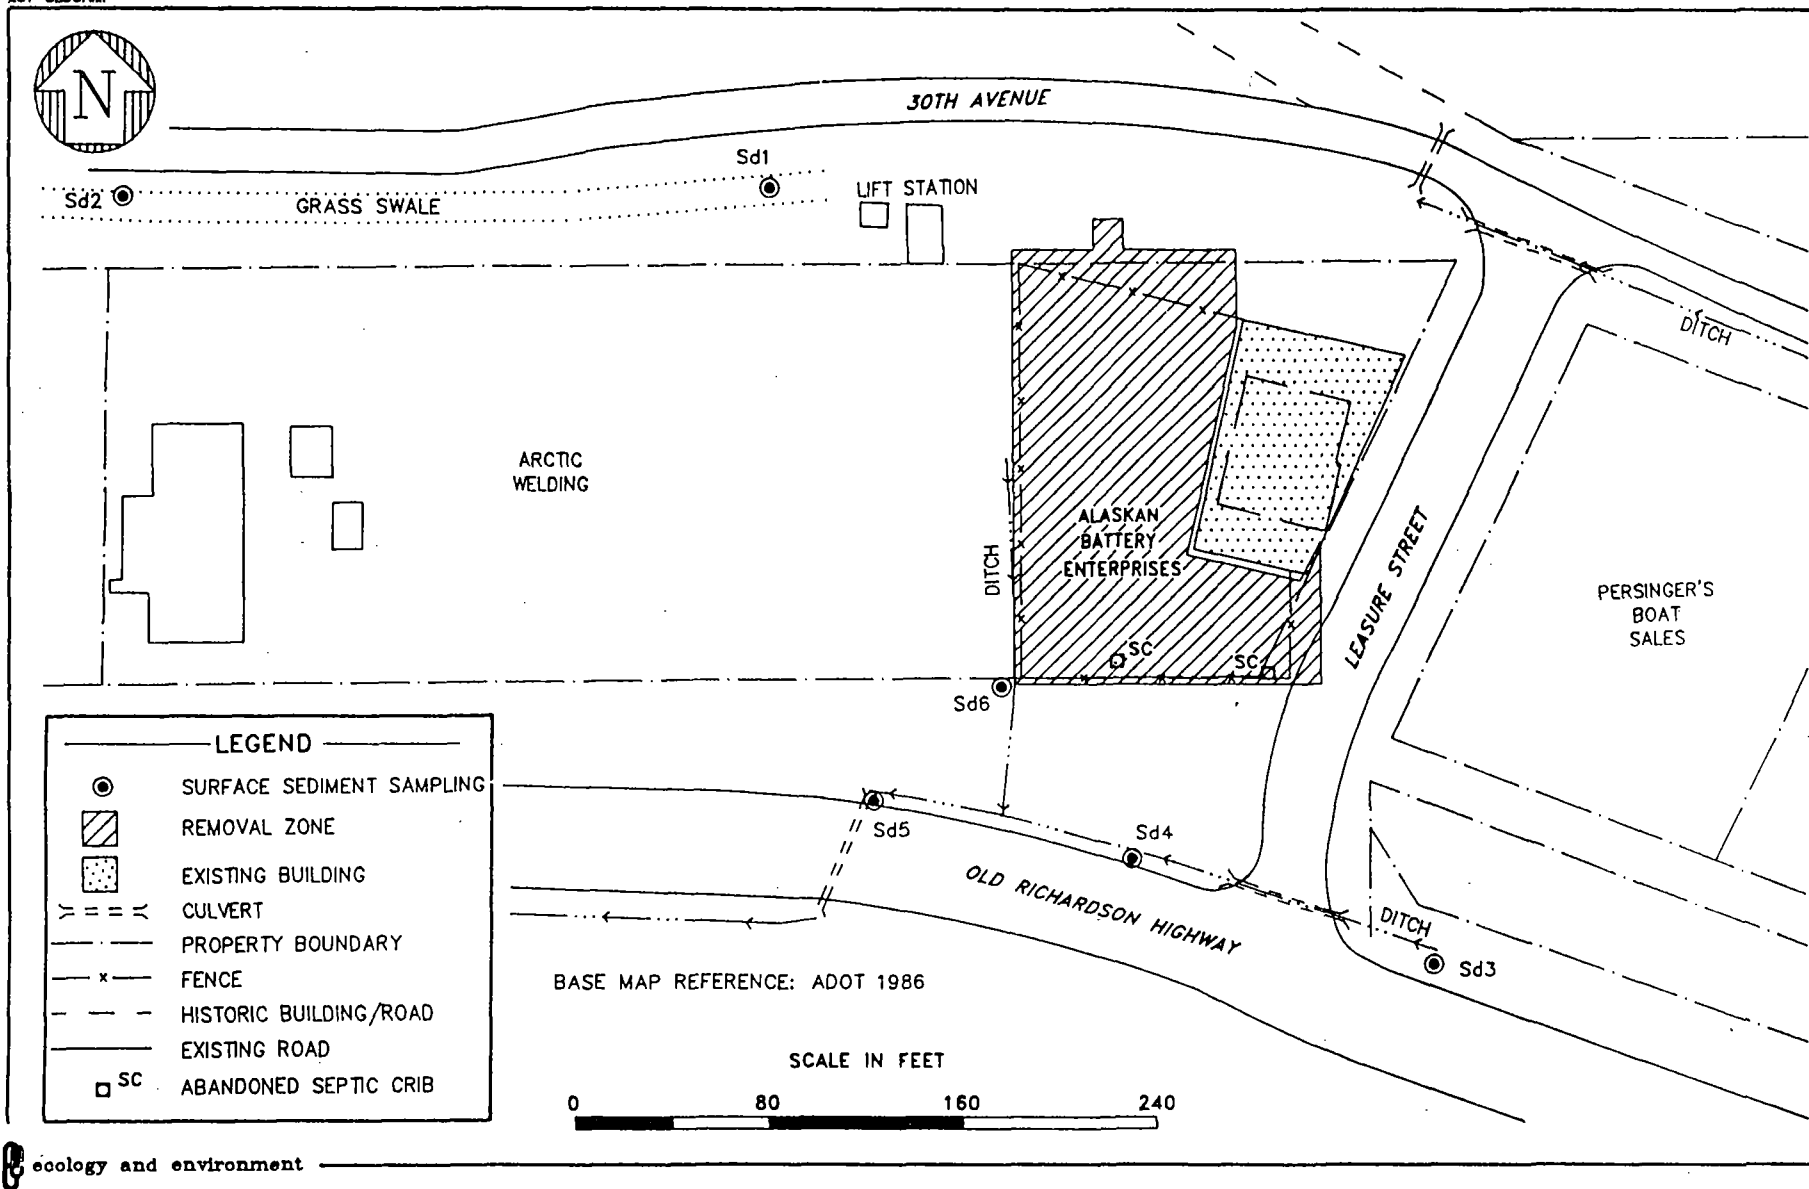 N
30TH AVENUE
Sd1
Sd2
GRASS SWALE
LIFT STATION
DITCH
ARCTIC
WELDING
ALASKAN
BATTERY
ENTERPRISES
DITCH
LEASURE STREET
PERSINGER'S
BOAT
SALES
SC
SC
Sd6
Sd5
Sd4
OLD RICHARDSON HIGHWAY
DITCH
Sd3
LEGEND
SURFACE SEDIMENT SAMPLING
REMOVAL ZONE
EXISTING BUILDING
CULVERT
PROPERTY BOUNDARY
FENCE
HISTORIC BUILDING/ROAD
EXISTING ROAD
SC ABANDONED SEPTIC CRIB
BASE MAP REFERENCE: ADOT 1986
SCALE IN FEET
0 80 160 240
ecology and environment